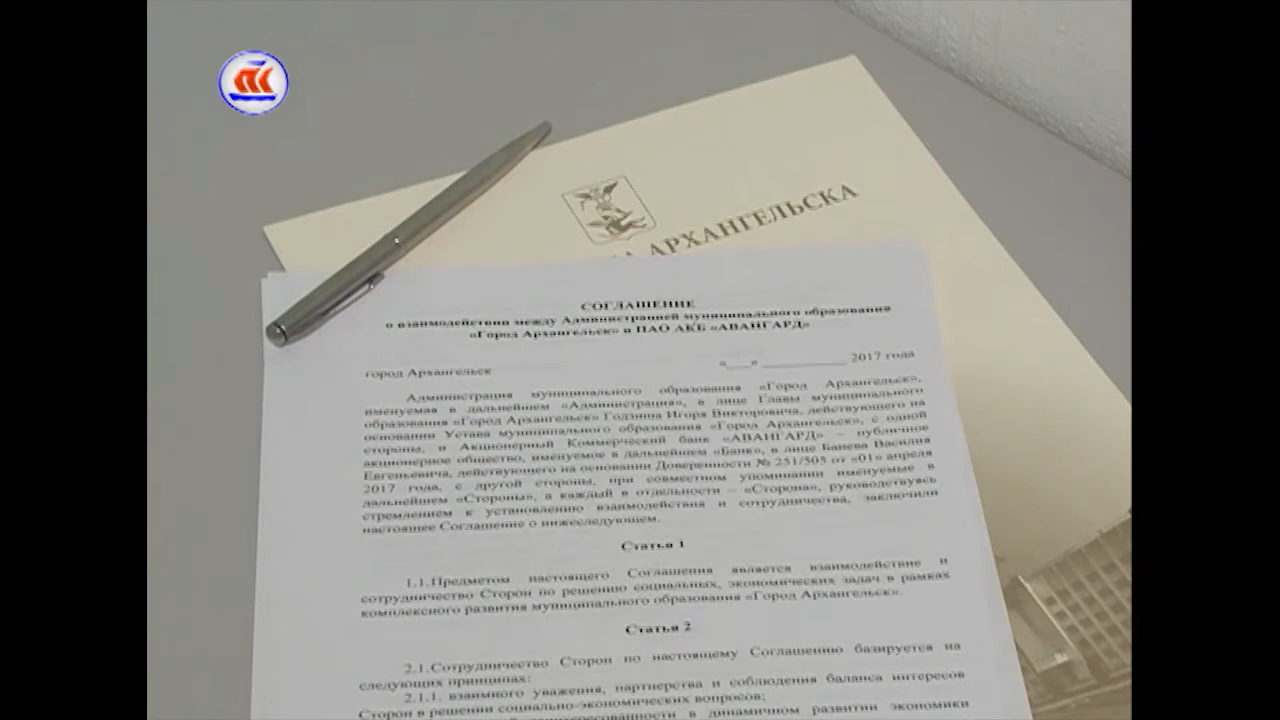 ПК
АРХАНГЕЛЬСКА
СОГЛАШЕНИЕ
о взаимодействии между Администрацией муниципального образования
«Город Архангельск» и ПАО АКБ «АВАНГАРД»
город Архангельск «___» ____________ 2017 года
Администрация муниципального образования «Город Архангельск»,
именуемая в дальнейшем «Администрация», в лице Главы муниципального
образования «Город Архангельск» Годзиша Игоря Викторовича, действующего на
основании Устава муниципального образования «Город Архангельск», с одной
стороны, и Акционерный Коммерческий банк «АВАНГАРД» – публичное
акционерное общество, именуемое в дальнейшем «Банк», в лице Банева Василия
Евгеньевича, действующего на основании Доверенности № 251/505 от «01» апреля
2017 года, с другой стороны, при совместном упоминании именуемые в
дальнейшем «Стороны», а каждый в отдельности – «Сторона», руководствуясь
стремлением к установлению взаимодействия и сотрудничества, заключили
настоящее Соглашение о нижеследующем.
Статья 1
1.1.Предметом настоящего Соглашения является взаимодействие и
сотрудничество Сторон по решению социальных, экономических задач в рамках
комплексного развития муниципального образования «Город Архангельск».
Статья 2
2.1.Сотрудничество Сторон по настоящему Соглашению базируется на
следующих принципах:
2.1.1. взаимного уважения, партнерства и соблюдения баланса интересов
Сторон в решении социально-экономических вопросов;
в динамичном развитии экономики